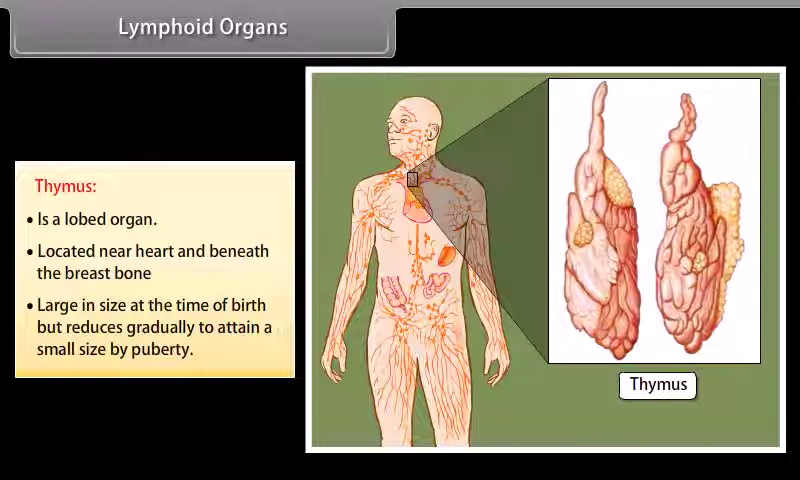 Lymphoid Organs
Thymus:
• Is a lobed organ.
• Located near heart and beneath
the breast bone
• Large in size at the time of birth
but reduces gradually to attain a
small size by puberty.
Thymus